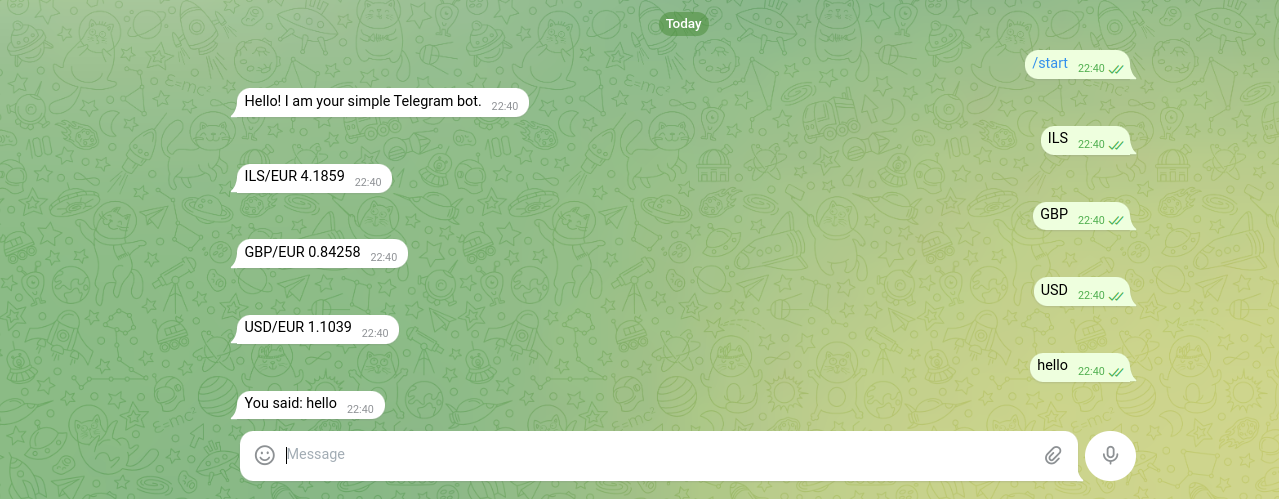 Today
/start 22:40
Hello! I am your simple Telegram bot. 22:40
ILS 22:40
ILS/EUR 4.1859 22:40
GBP 22:40
GBP/EUR 0.84258 22:40
USD 22:40
USD/EUR 1.1039 22:40
hello 22:40
You said: hello 22:40
Message